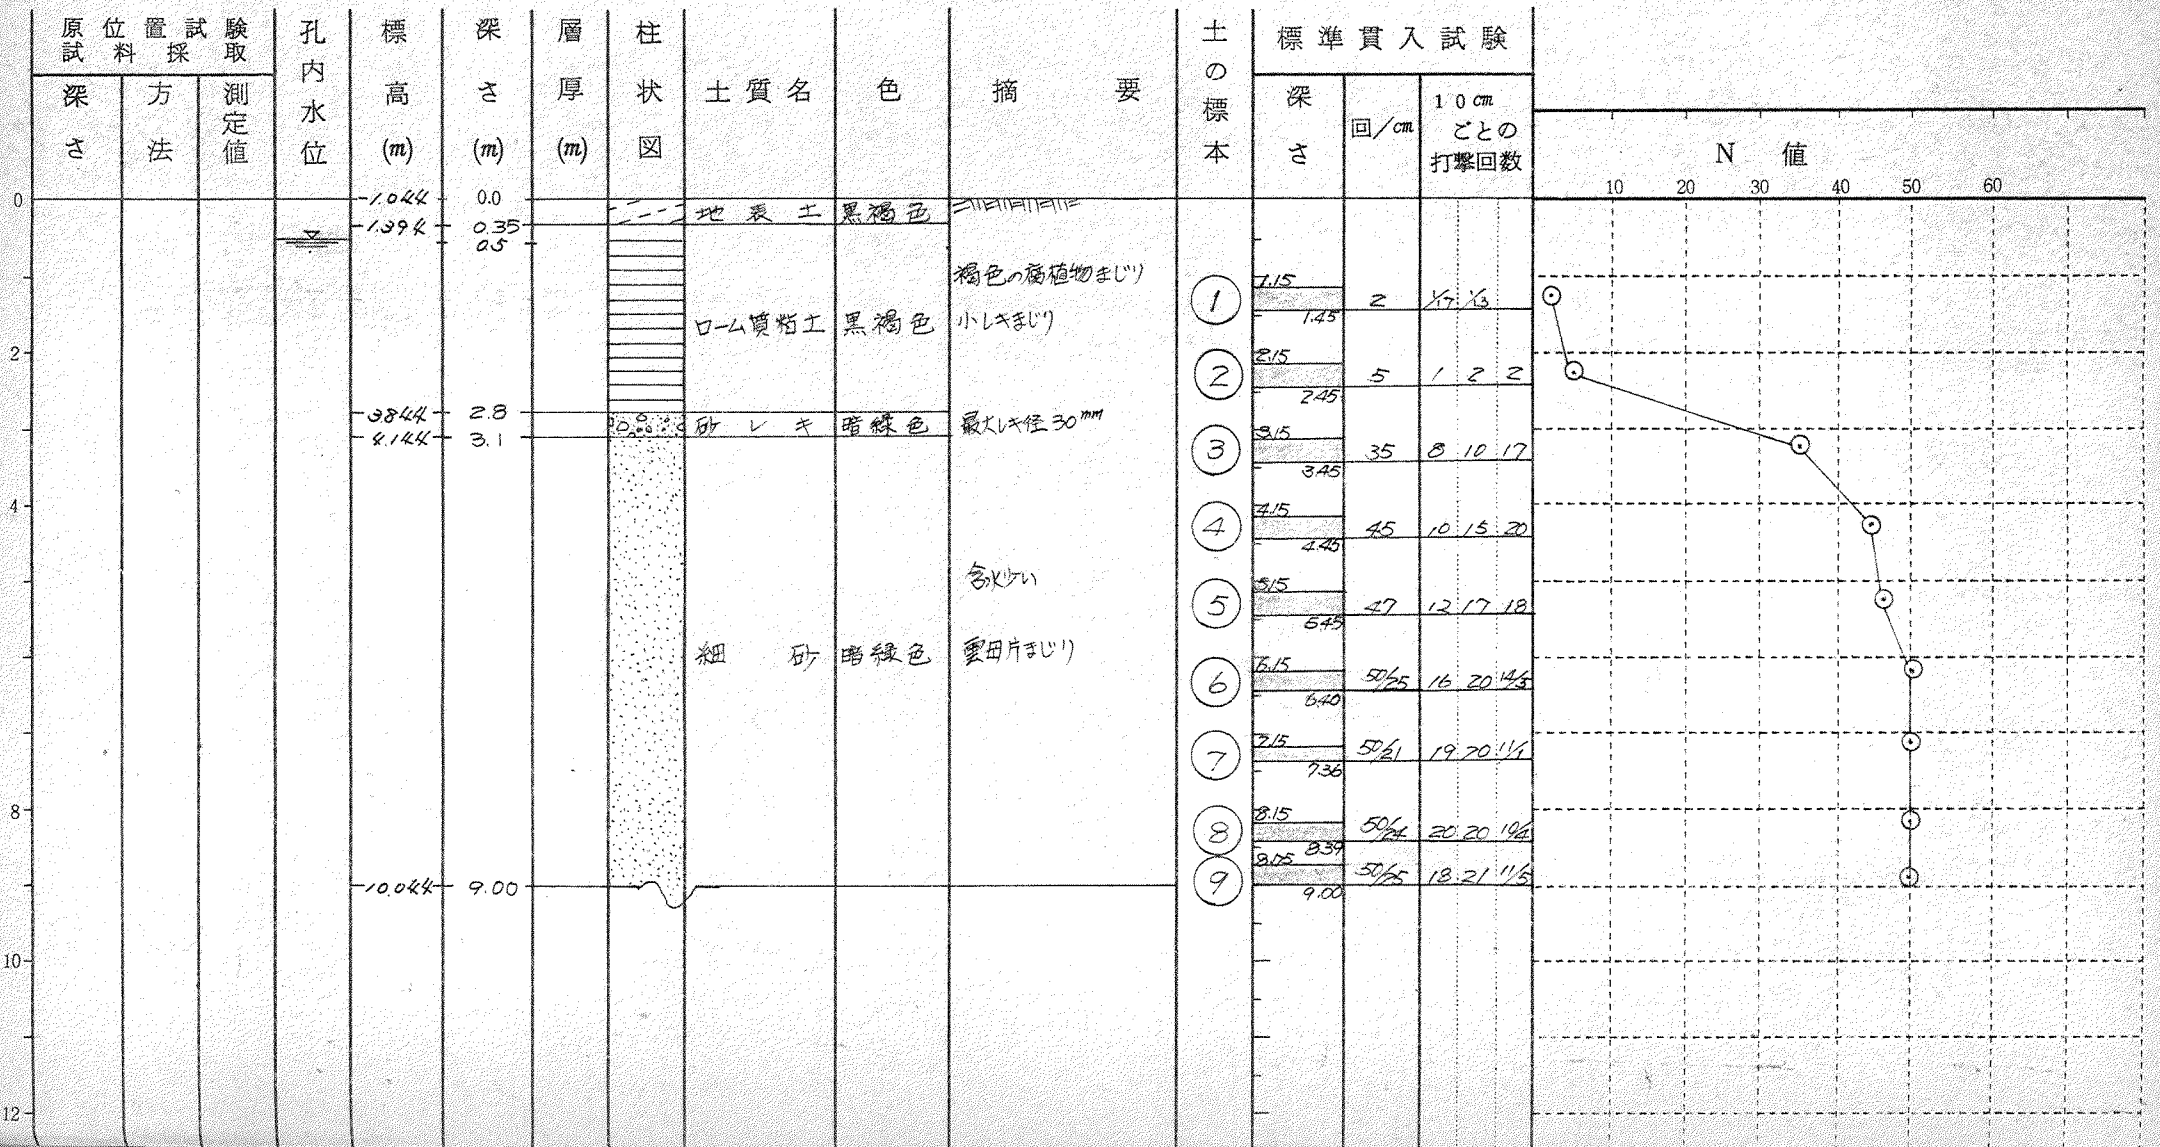 原位置試験
試料採取
深さ
方法
測定値
孔内水位
標高(m)
深さ(m)
層厚(m)
柱状図
土質名
色
摘要
土の標本
標準貫入試験
深さ
回/cm
10cm
ごとの
打撃回数
N 値
10 20 30 40 50 60
0
2
4
8
10
12
-1.044 0.0
地表土 黒褐色
-1.394 0.35
0.5
褐色の腐植物まじり
ローム質粘土 黒褐色 小レキまじり
3.844 2.8
砂レキ 暗緑色 最大レキ径30mm
4.144 3.1
含水少い
細砂 暗緑色 雲母片まじり
10.044 9.00
1 1.15 1.45 2 1/17 1/13
2 2.15 2.45 5 1 2 2
3 3.15 3.45 35 8 10 17
4 4.15 4.45 45 10 15 20
5 5.15 5.45 47 12 17 18
6 6.15 6.40 50/25 16 20 14/5
7 7.15 7.36 50/21 19 20 11/1
8 8.15 8.39 50/24 20 20 10/4
9 8.75 9.00 50/25 18 21 11/5